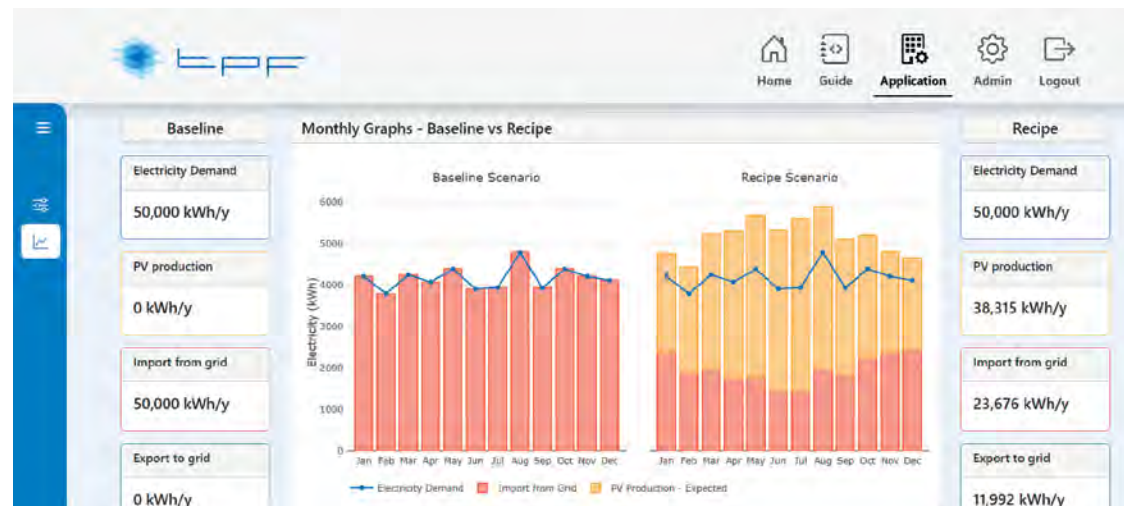 tpf
Home Guide Application Admin Logout
Baseline
Monthly Graphs - Baseline vs Recipe
Recipe
Electricity Demand
50,000 kWh/y
PV production
0 kWh/y
Import from grid
50,000 kWh/y
Export to grid
0 kWh/y
Baseline Scenario
Recipe Scenario
Electricity (kWh)
6000
5000
4000
3000
2000
1000
0
Jan Feb Mar Apr May Jun Jul Aug Sep Oct Nov Dec
Jan Feb Mar Apr May Jun Jul Aug Sep Oct Nov Dec
Electricity Demand Import from Grid PV Production - Expected
Electricity Demand
50,000 kWh/y
PV production
38,315 kWh/y
Import from grid
23,676 kWh/y
Export to grid
11,992 kWh/y